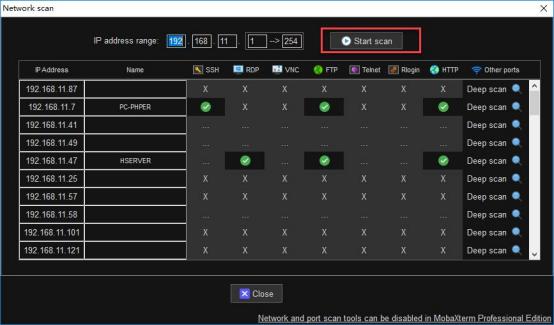 Network scan
IP address range: 192 . 168 . 11 . 1 --> 254 Start scan
IP Address Name SSH RDP VNC FTP Telnet Rlogin HTTP Other ports
192.168.11.87 X X X X X X X Deep scan
192.168.11.7 PC-PHPER X X X X Deep scan
192.168.11.41 ... ... ... ... ... ... ... Deep scan
192.168.11.49 ... ... ... ... ... ... ... Deep scan
192.168.11.47 HSERVER ... ... ... ... Deep scan
192.168.11.25 X X X X X X X Deep scan
192.168.11.57 X X X X X X X Deep scan
192.168.11.58 ... ... ... ... ... ... ... Deep scan
192.168.11.101 X X X X X X X Deep scan
192.168.11.121 X X X X X X X Deep scan
Close
Network and port scan tools can be disabled in MobaXterm Professional Edition